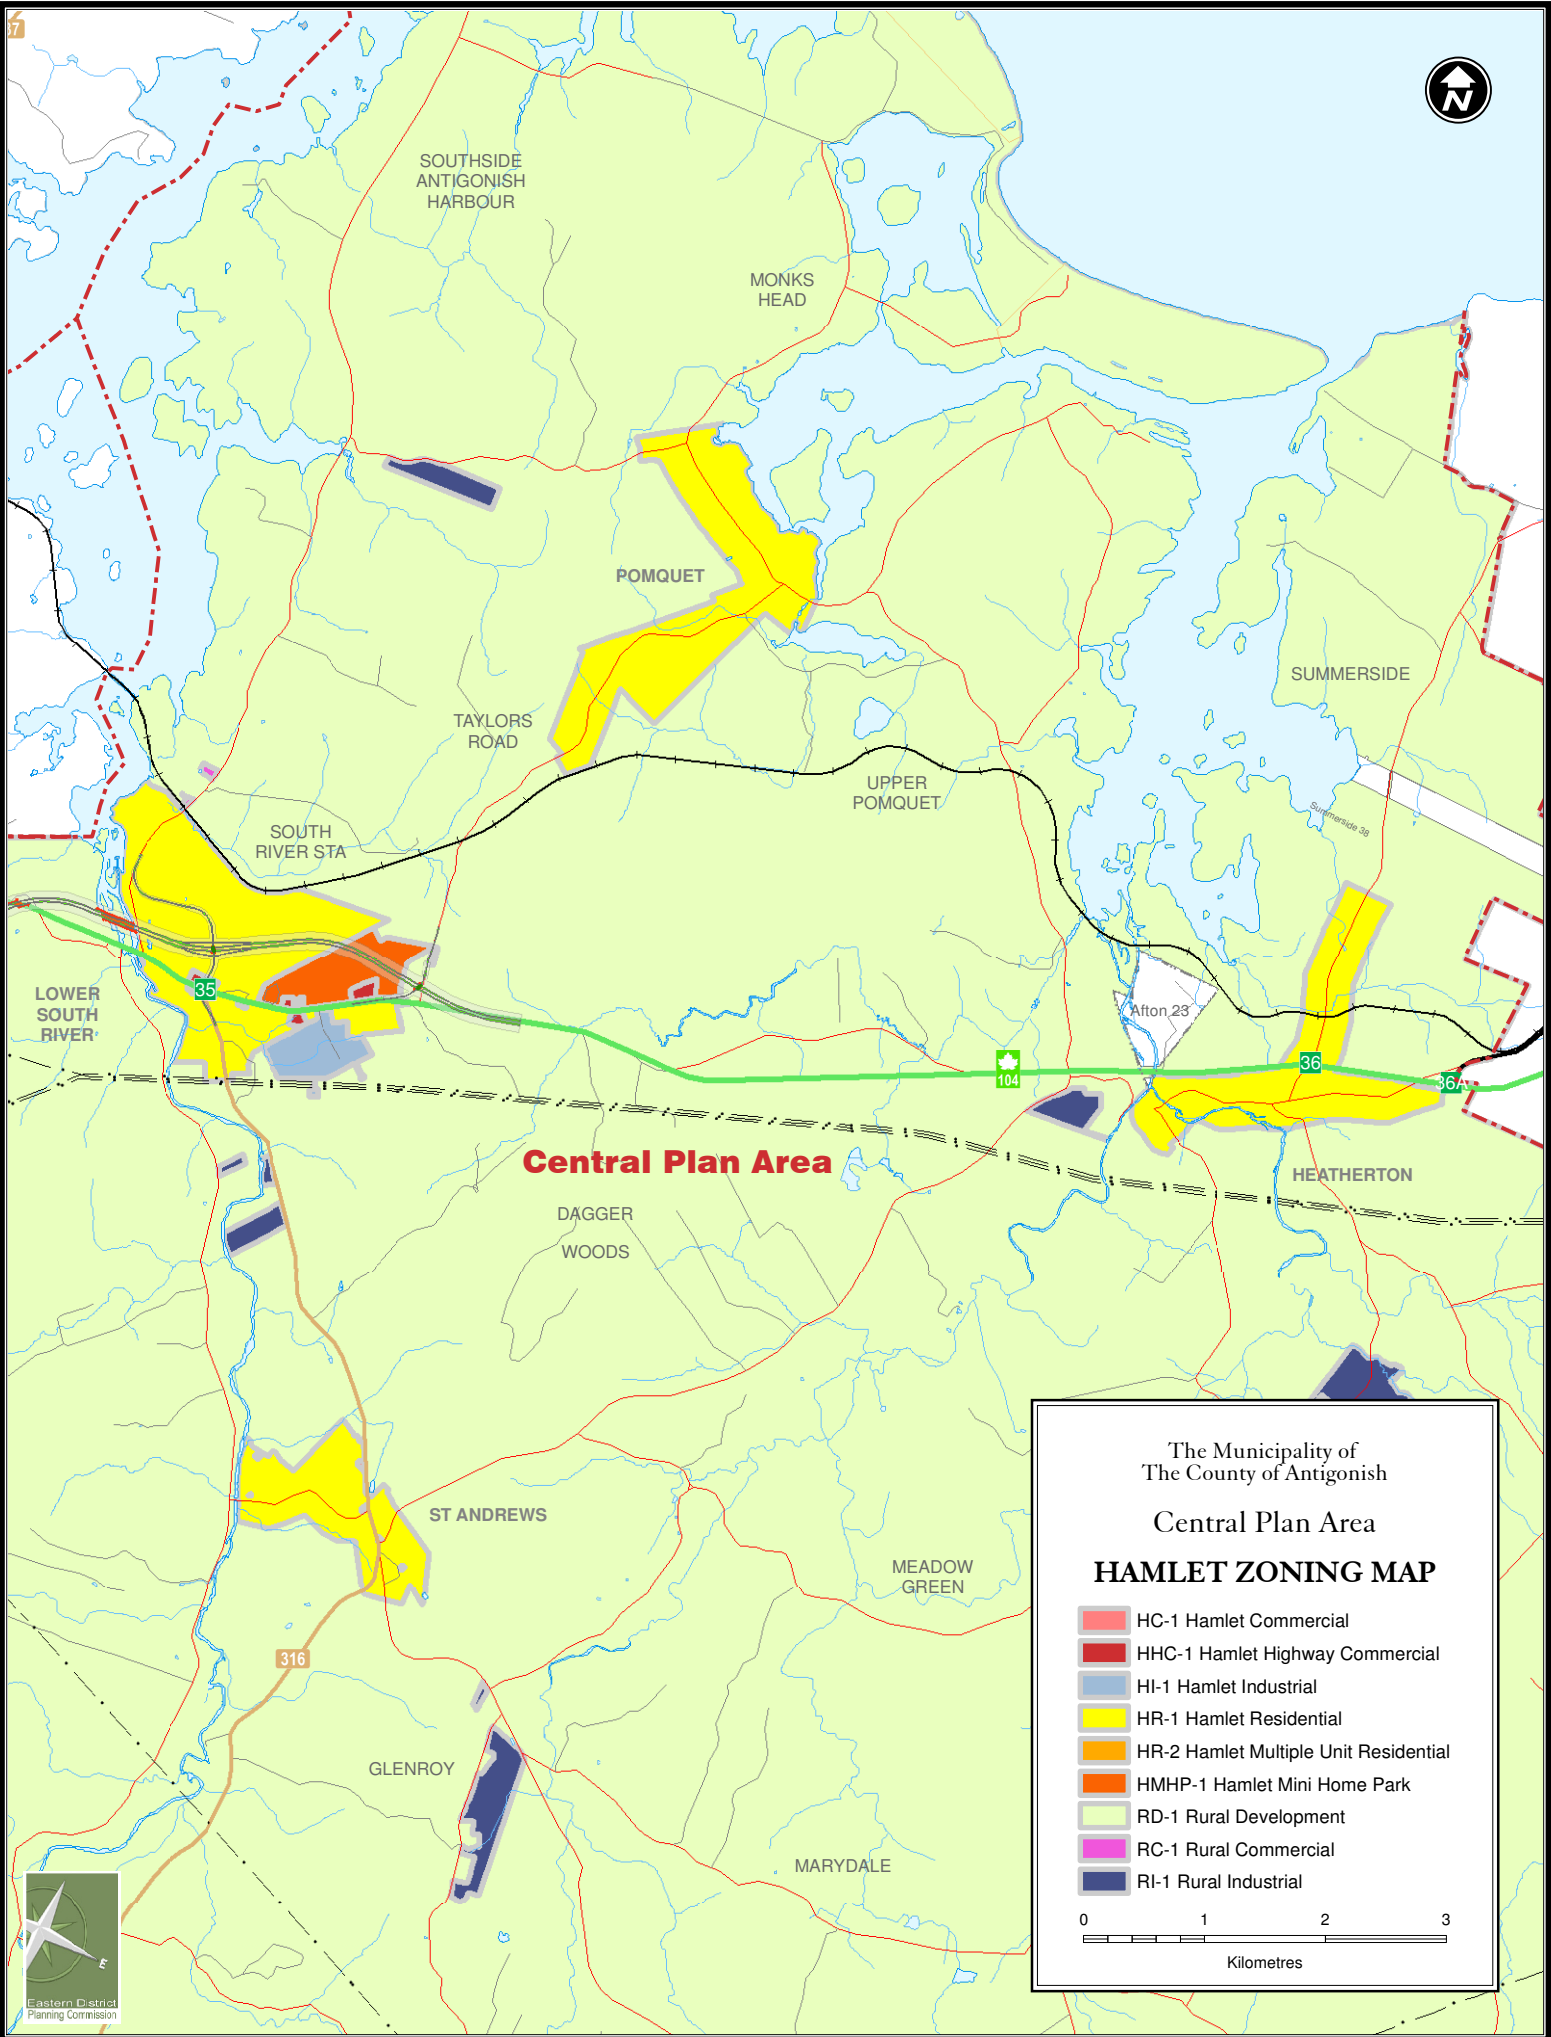 37
N
SOUTHSIDE
ANTIGONISH
HARBOUR
MONKS
HEAD
POMQUET
SUMMERSIDE
TAYLORS
ROAD
UPPER
POMQUET
SOUTH
RIVER STA
Summerside 38
LOWER
SOUTH
RIVER
35
Afton 23
104
36
36A
Central Plan Area
HEATHERTON
DAGGER
WOODS
ST ANDREWS
MEADOW
GREEN
316
GLENROY
MARYDALE
The Municipality of
The County of Antigonish
Central Plan Area
HAMLET ZONING MAP
HC-1 Hamlet Commercial
HHC-1 Hamlet Highway Commercial
HI-1 Hamlet Industrial
HR-1 Hamlet Residential
HR-2 Hamlet Multiple Unit Residential
HMHP-1 Hamlet Mini Home Park
RD-1 Rural Development
RC-1 Rural Commercial
RI-1 Rural Industrial
0 1 2 3
Kilometres
E
Eastern District
Planning Commission